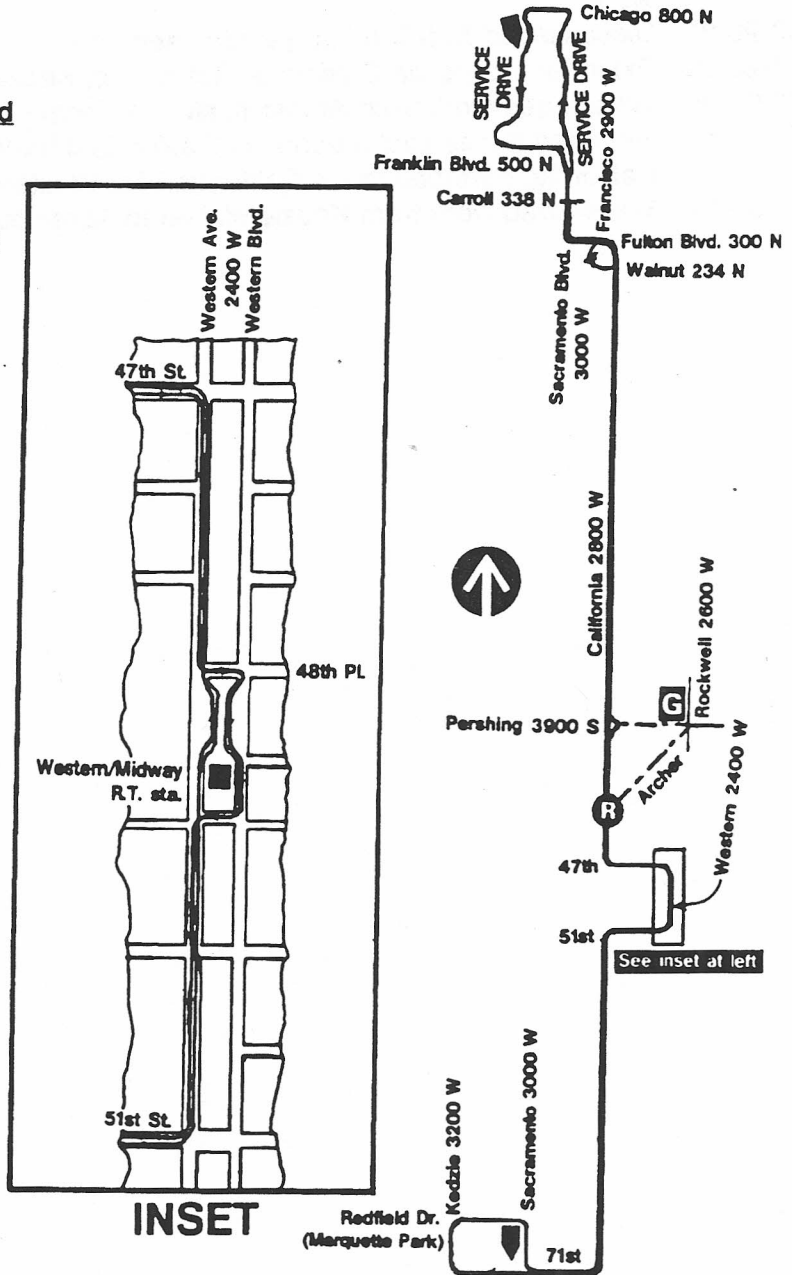 d
Chicago 800 N
SERVICE
DRIVE
SERVICE DRIVE
Francisco 2900 W
Franklin Blvd. 500 N
Carroll 338 N
Fulton Blvd. 300 N
Walnut 234 N
Sacramento Blvd.
3000 W
California 2800 W
Rockwell 2600 W
G
Pershing 3900 S
Archer
R
Western 2400 W
47th
51st
See inset at left
Sacramento 3000 W
Kedzie 3200 W
Redfield Dr.
(Marquette Park)
71st
Western Ave.
2400 W
Western Blvd.
47th St.
48th Pl.
Western/Midway
R.T. sta.
51st St.
INSET